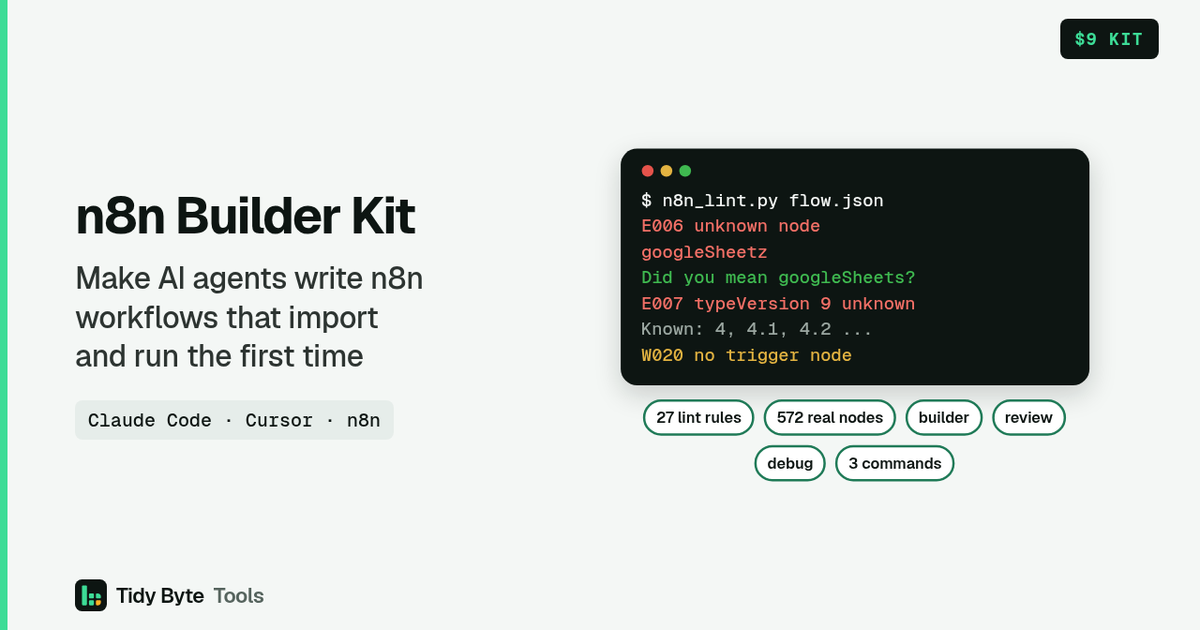 $9 KIT
n8n Builder Kit
Make AI agents write n8n
workflows that import
and run the first time
Claude Code · Cursor · n8n
$ n8n_lint.py flow.json
E006 unknown node
googleSheetz
Did you mean googleSheets?
E007 typeVersion 9 unknown
Known: 4, 4.1, 4.2 ...
W020 no trigger node
27 lint rules 572 real nodes builder review
debug 3 commands
Tidy Byte Tools